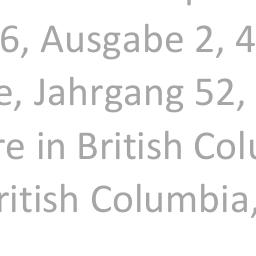 6, Ausgabe 2, 4
e, Jahrgang 52,
re in British Colu
ritish Columbia,